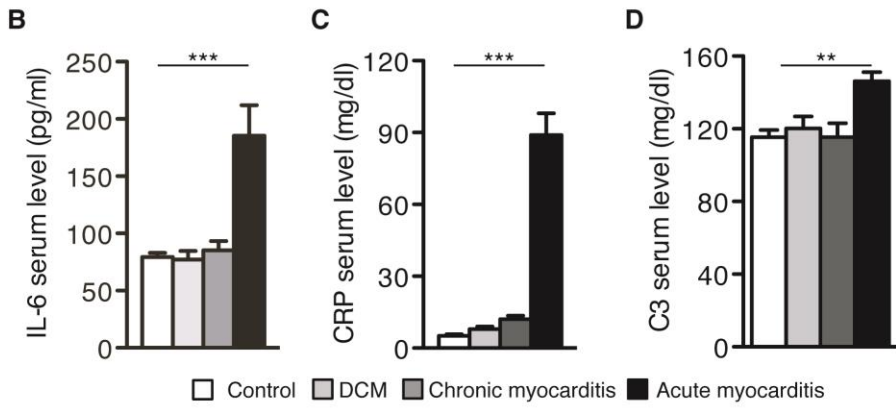 B
IL-6 serum level (pg/ml)
250
200
150
100
50
0
***
C
CRP serum level (mg/dl)
120
90
60
30
0
***
D
C3 serum level (mg/dl)
160
120
80
40
0
**
Control
DCM
Chronic myocarditis
Acute myocarditis